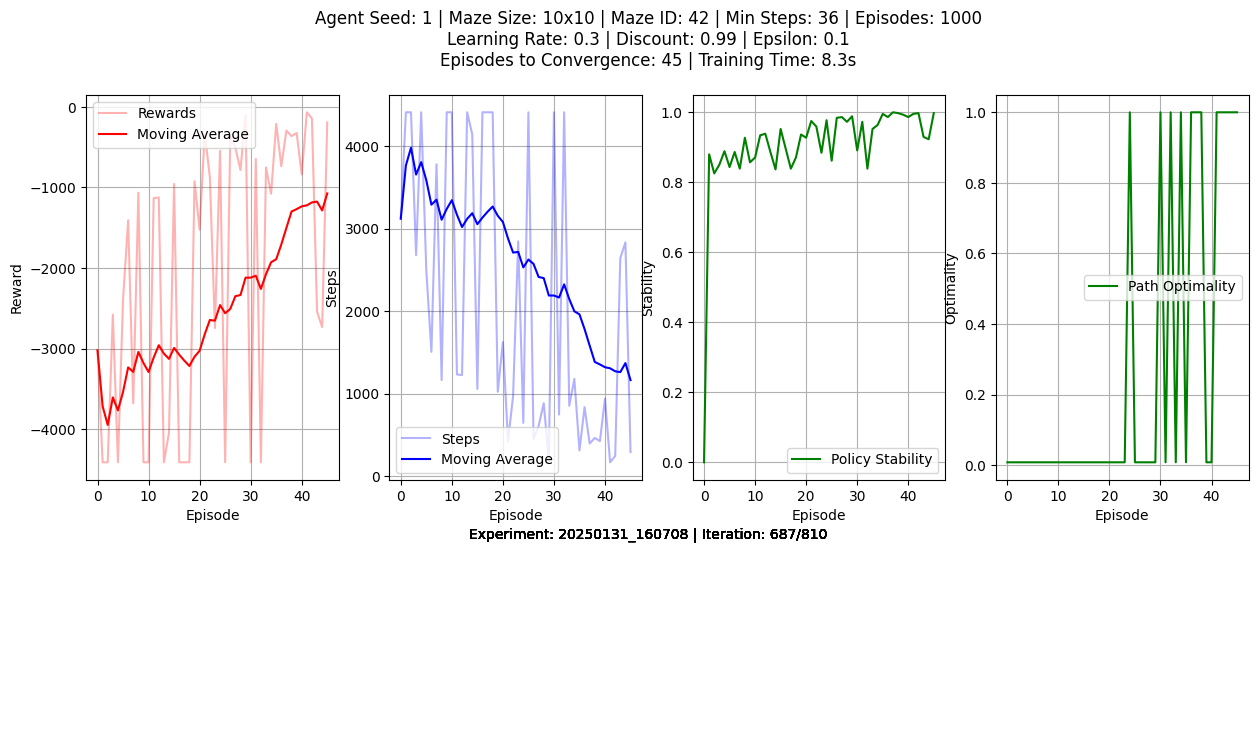 Agent Seed: 1 | Maze Size: 10x10 | Maze ID: 42 | Min Steps: 36 | Episodes: 1000
Learning Rate: 0.3 | Discount: 0.99 | Epsilon: 0.1
Episodes to Convergence: 45 | Training Time: 8.3s
Reward
0
−1000
−2000
−3000
−4000
Rewards
Moving Average
0
10
20
30
40
Episode
Steps
4000
3000
2000
1000
0
Steps
Moving Average
0
10
20
30
40
Episode
Stability
1.0
0.8
0.6
0.4
0.2
0.0
Policy Stability
0
10
20
30
40
Episode
Optimality
1.0
0.8
0.6
0.4
0.2
0.0
Path Optimality
0
10
20
30
40
Episode
Experiment: 20250131_160708 | Iteration: 687/810